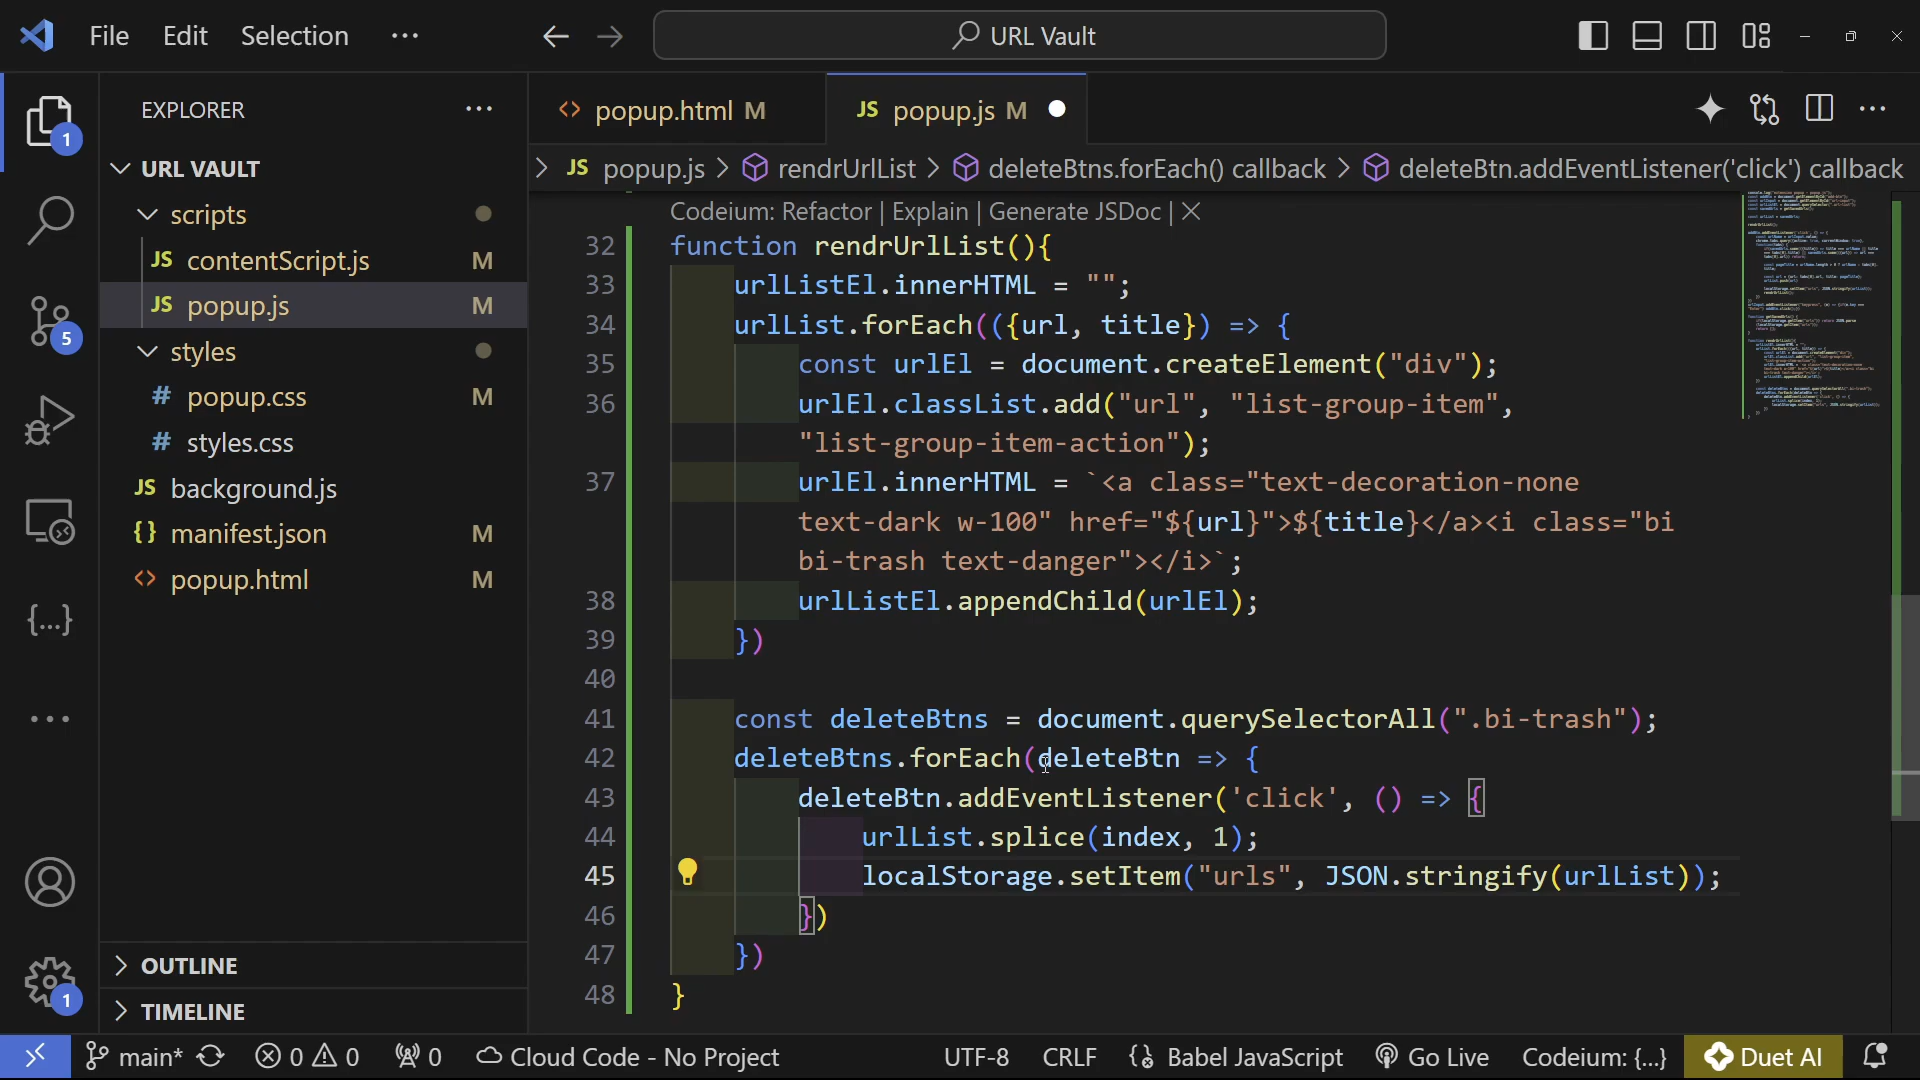 File Edit Selection ··· URL Vault
EXPLORER ···
1
URL VAULT
scripts
JS contentScript.js M
JS popup.js M
5
styles
# popup.css M
# styles.css
JS background.js
{} manifest.json M
<> popup.html M
{...}
OUTLINE
1
TIMELINE
<> popup.html M
JS popup.js M
> JS popup.js > rendrUrlList > deleteBtns.forEach() callback > deleteBtn.addEventListener('click') callback
Codeium: Refactor | Explain | Generate JSDoc | X
32 function rendrUrlList(){
33 urlListEl.innerHTML = "";
34 urlList.forEach(({url, title}) => {
35 const urlEl = document.createElement("div");
36 urlEl.classList.add("url", "list-group-item",
"list-group-item-action");
37 urlEl.innerHTML = `<a class="text-decoration-none
text-dark w-100" href="${url}">${title}</a><i class="bi
bi-trash text-danger"></i>`;
38 urlListEl.appendChild(urlEl);
39 })
40
41 const deleteBtns = document.querySelectorAll(".bi-trash");
42 deleteBtns.forEach(deleteBtn => {
43 deleteBtn.addEventListener('click', () => {
44 urlList.splice(index, 1);
45 localStorage.setItem("urls", JSON.stringify(urlList));
46 })
47 })
48 }
main* 0 0 0 Cloud Code - No Project UTF-8 CRLF Babel JavaScript Go Live Codeium: {...} Duet AI